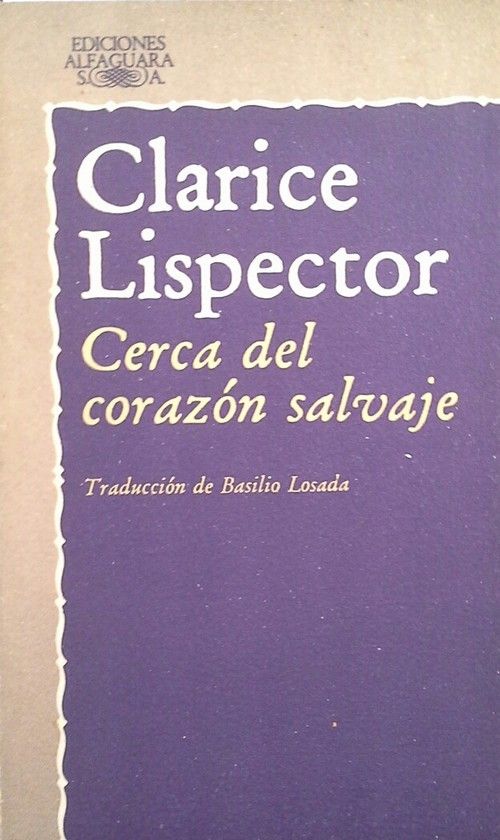 EDICIONES
ALFAGUARA
S. A.
Clarice
Lispector
Cerca del
corazón salvaje
Traducción de Basilio Losada